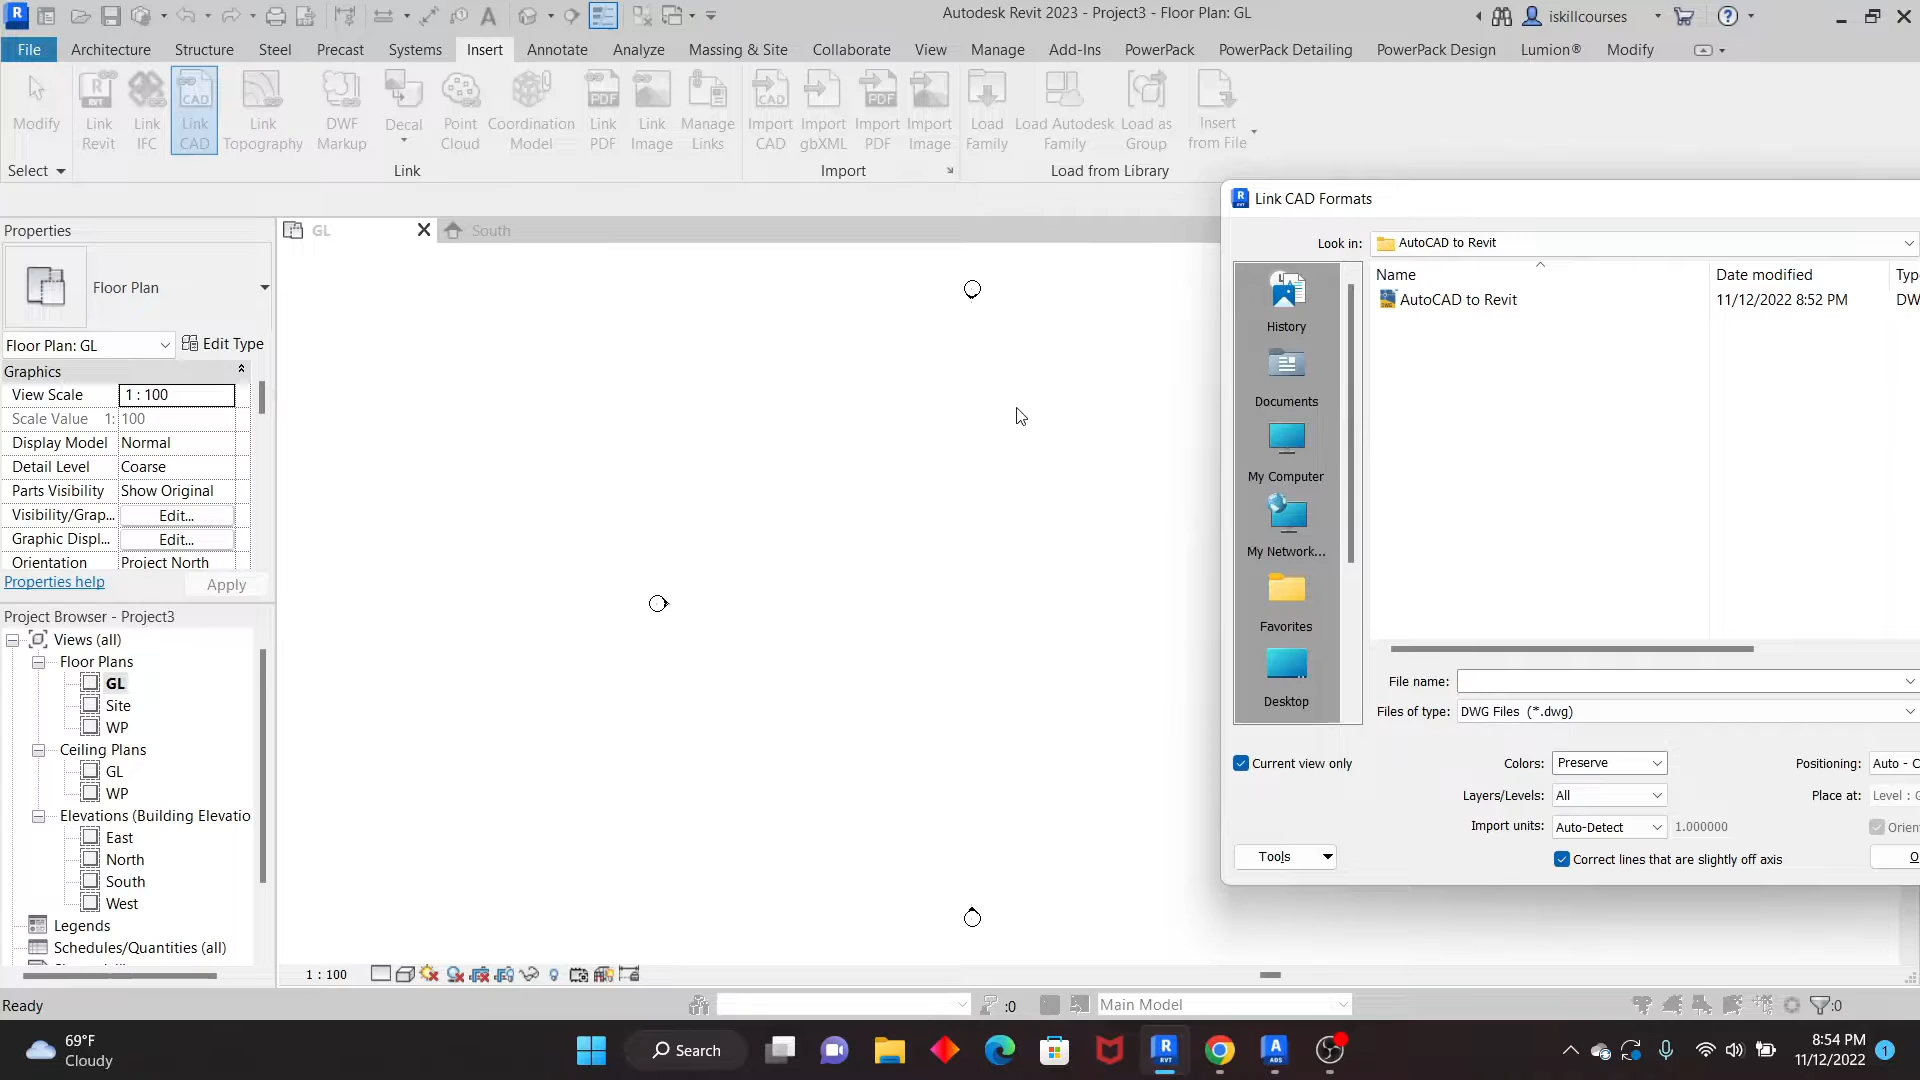 Autodesk Revit 2023 - Project3 - Floor Plan: GL
iskillcourses
File Architecture Structure Steel Precast Systems Insert Annotate Analyze Massing & Site Collaborate View Manage Add-Ins PowerPack PowerPack Detailing PowerPack Design Lumion® Modify
Modify
Link Revit
Link IFC
Link CAD
Link Topography
DWF Markup
Decal
Point Cloud
Coordination Model
Link PDF
Link Image
Manage Links
Import CAD
Import gbXML
Import PDF
Import Image
Load Family
Load Autodesk Family
Load as Group
Insert from File
Select
Link
Import
Load from Library
Properties
Floor Plan
Floor Plan: GL
Edit Type
Graphics
View Scale 1 : 100
Scale Value 1: 100
Display Model Normal
Detail Level Coarse
Parts Visibility Show Original
Visibility/Grap... Edit...
Graphic Displ... Edit...
Orientation Project North
Properties help
Apply
Project Browser - Project3
Views (all)
Floor Plans
GL
Site
WP
Ceiling Plans
GL
WP
Elevations (Building Elevatio
East
North
South
West
Legends
Schedules/Quantities (all)
GL
South
1 : 100
Link CAD Formats
Look in: AutoCAD to Revit
Name Date modified Typ
AutoCAD to Revit 11/12/2022 8:52 PM DW
History
Documents
My Computer
My Network...
Favorites
Desktop
File name:
Files of type: DWG Files (*.dwg)
Current view only
Colors: Preserve
Positioning: Auto - C
Layers/Levels: All
Place at: Level : G
Import units: Auto-Detect 1.000000
Orien
Tools
Correct lines that are slightly off axis
O
Ready
:0
Main Model
:0
69°F
Cloudy
Search
8:54 PM
11/12/2022
1